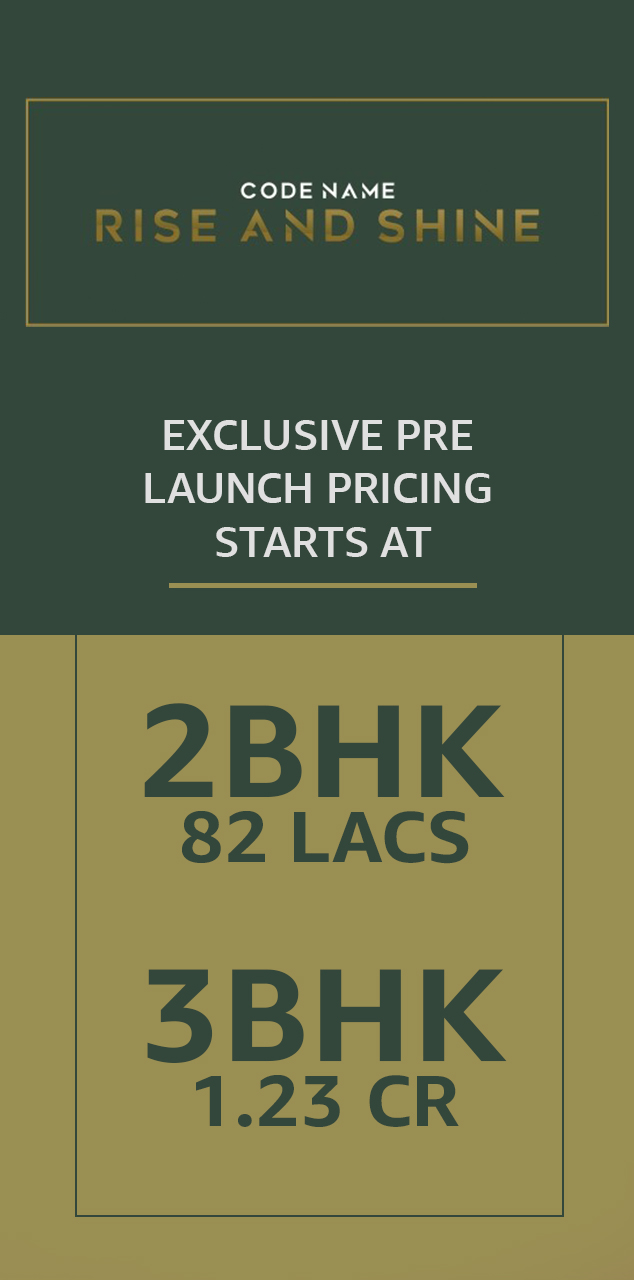 CODE NAME
RISE AND SHINE
EXCLUSIVE PRE
LAUNCH PRICING
STARTS AT
2BHK
82 LACS
3BHK
1.23 CR